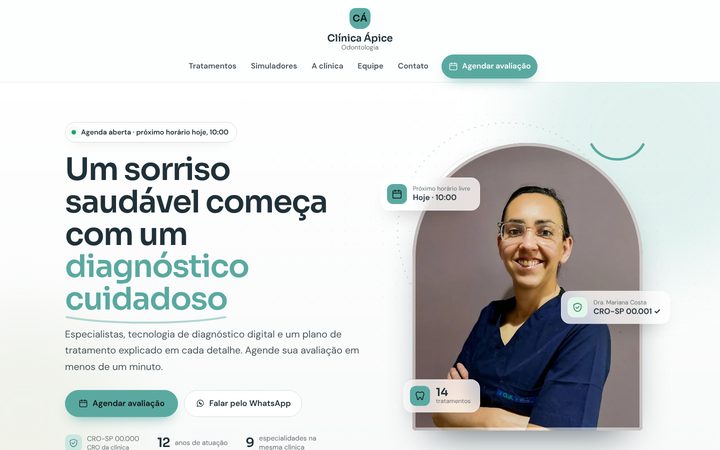 CÁ
Clínica Ápice
Odontologia
Tratamentos
Simuladores
A clínica
Equipe
Contato
Agendar avaliação
Agenda aberta · próximo horário hoje, 10:00
Um sorriso
saudável começa
com um
diagnóstico
cuidadoso
Especialistas, tecnologia de diagnóstico digital e um plano de
tratamento explicado em cada detalhe. Agende sua avaliação em
menos de um minuto.
Agendar avaliação
Falar pelo WhatsApp
CRO-SP 00.000
CRO da clínica
12 anos de atuação
9 especialidades na
mesma clínica
Próximo horário livre
Hoje · 10:00
Dra. Mariana Costa
CRO-SP 00.001 ✓
14
tratamentos